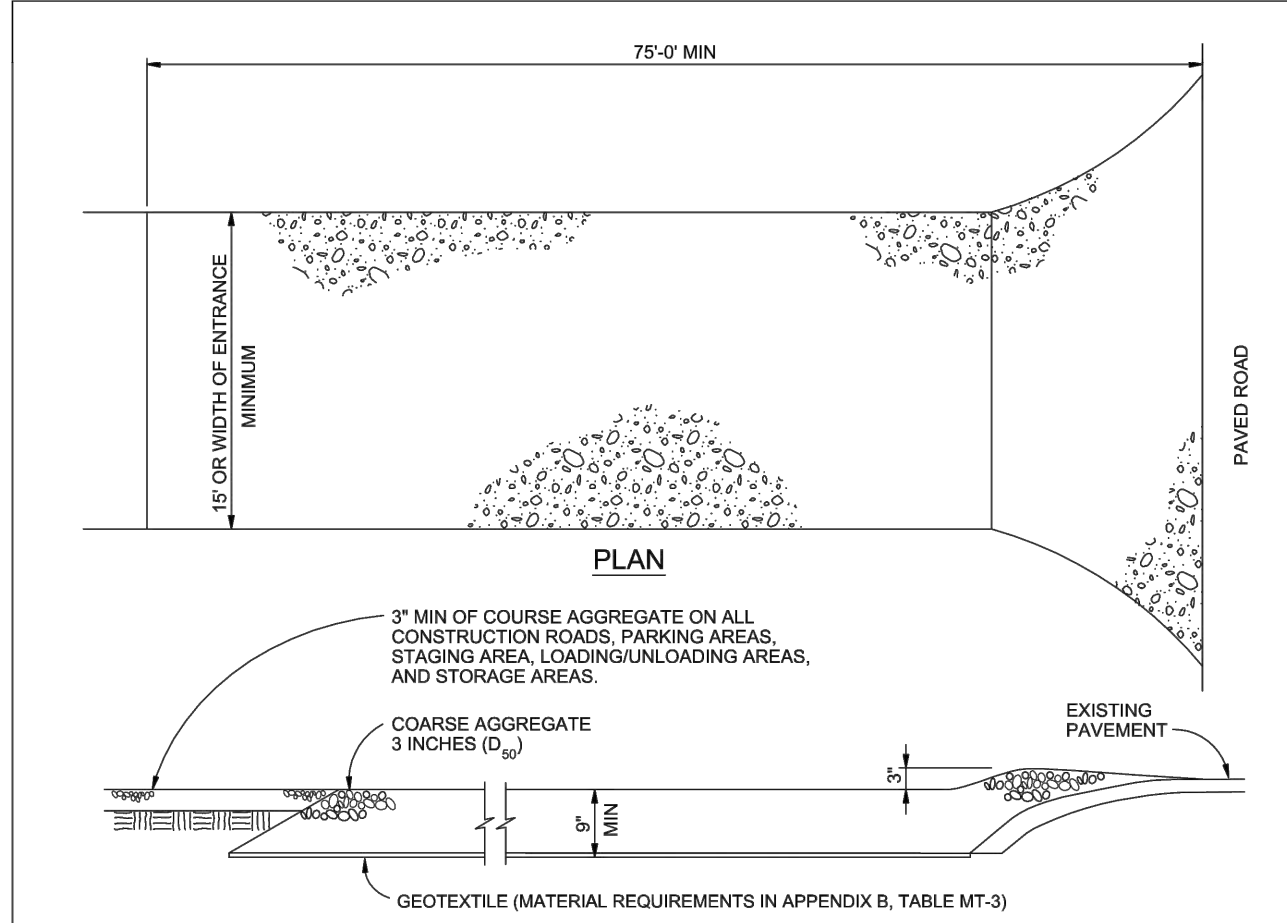 75'-0' MIN
15' OR WIDTH OF ENTRANCE
MINIMUM
PAVED ROAD
PLAN
3" MIN OF COURSE AGGREGATE ON ALL
CONSTRUCTION ROADS, PARKING AREAS,
STAGING AREA, LOADING/UNLOADING AREAS,
AND STORAGE AREAS.
COARSE AGGREGATE
3 INCHES (D50)
EXISTING
PAVEMENT
3"
9"
MIN
GEOTEXTILE (MATERIAL REQUIREMENTS IN APPENDIX B, TABLE MT-3)